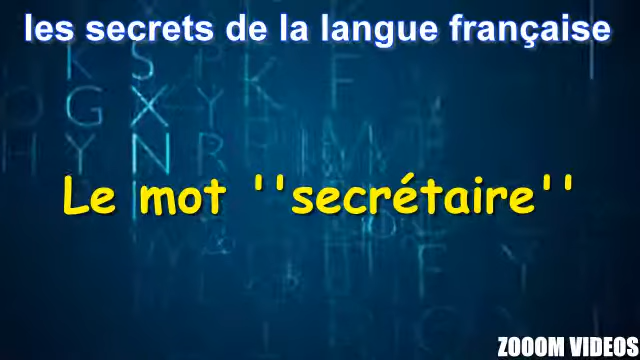 les secrets de la langue française
Le mot ''secrétaire''
ZOOOM VIDEOS